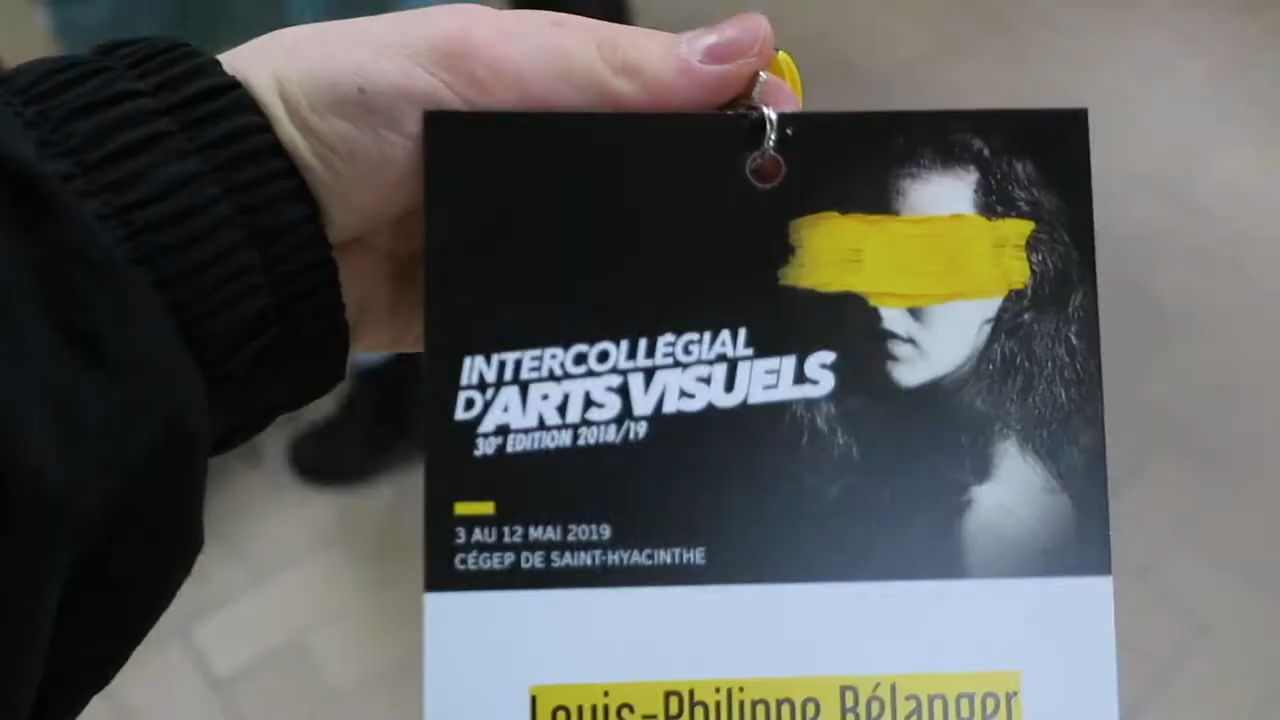 INTERCOLLÉGIAL
D'ARTS VISUELS
30e ÉDITION 2018/19
3 AU 12 MAI 2019
CÉGEP DE SAINT-HYACINTHE
Louis-Philippe Bélanger